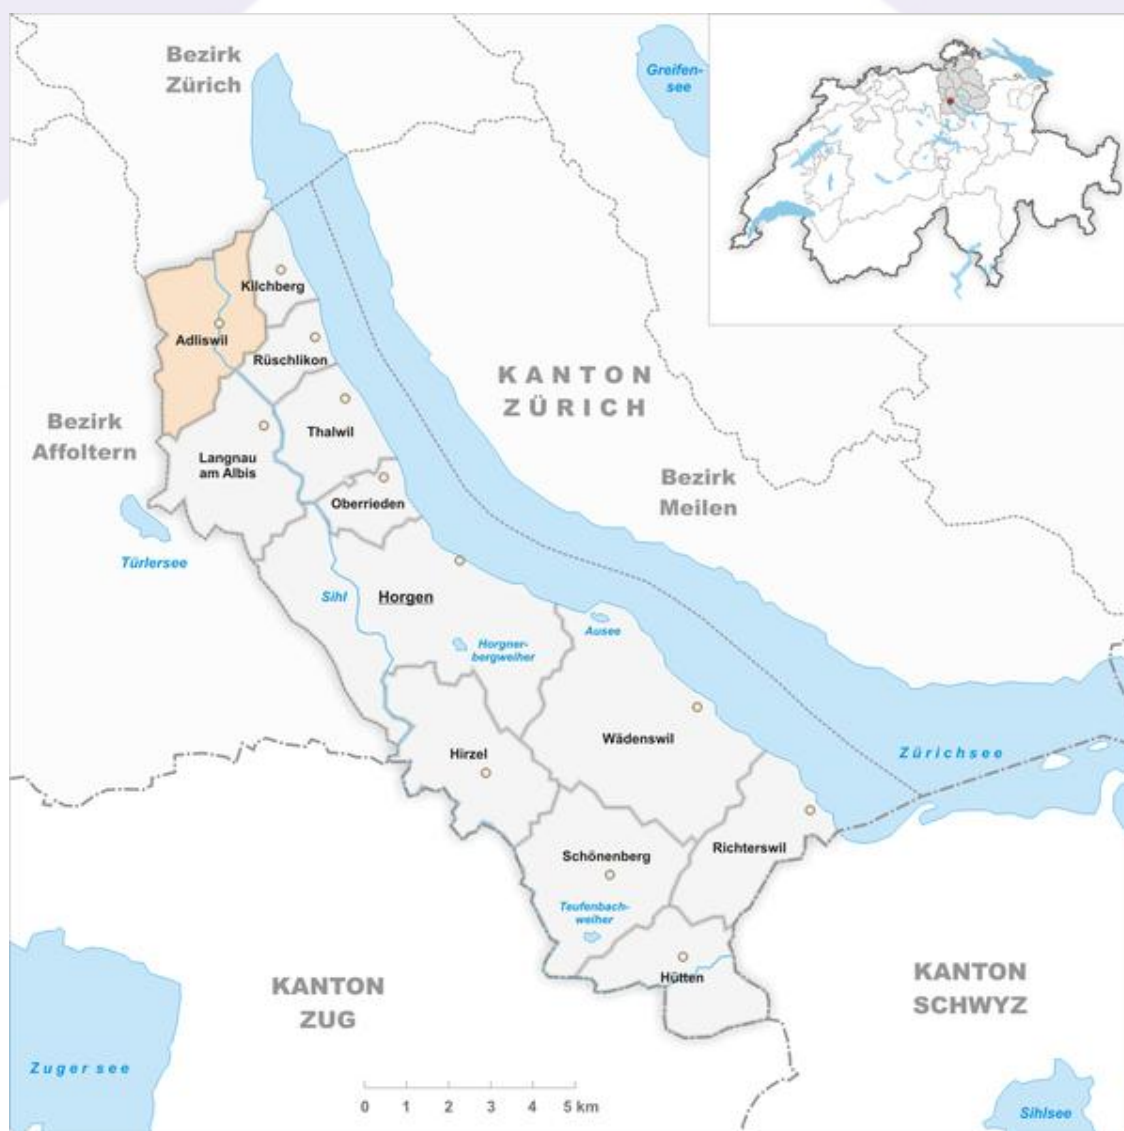 Bezirk
Zürich
Greifen-
see
Kilchberg
Adliswil
Rüschlikon
KANTON
ZÜRICH
Bezirk
Affoltern
Thalwil
Langnau
am Albis
Bezirk
Meilen
Oberrieden
Türlersee
Sihl
Horgen
Ausee
Horgner-
bergweiher
Wädenswil
Zürichsee
Hirzel
Schönenberg
Richterswil
Teufenbach-
weiher
Hütten
KANTON
ZUG
KANTON
SCHWYZ
Zuger see
0 1 2 3 4 5 km
Sihlsee